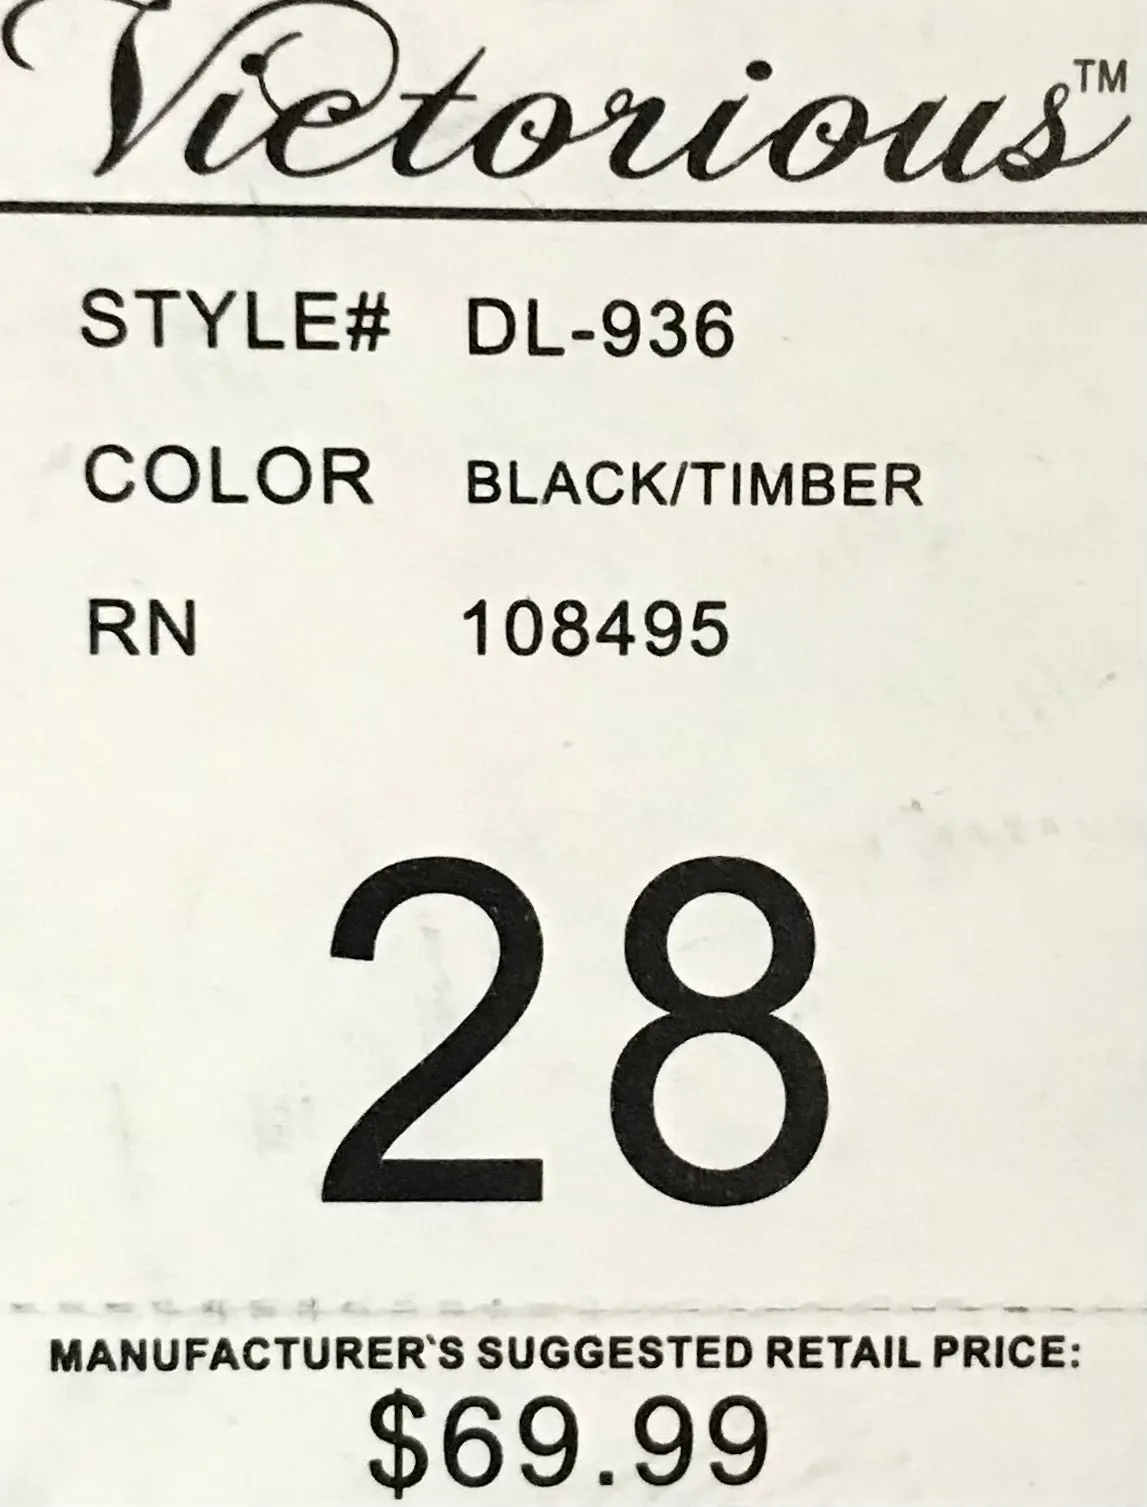 Victorious™
STYLE# DL-936
COLOR BLACK/TIMBER
RN 108495
28
MANUFACTURER`S SUGGESTED RETAIL PRICE:
$69.99